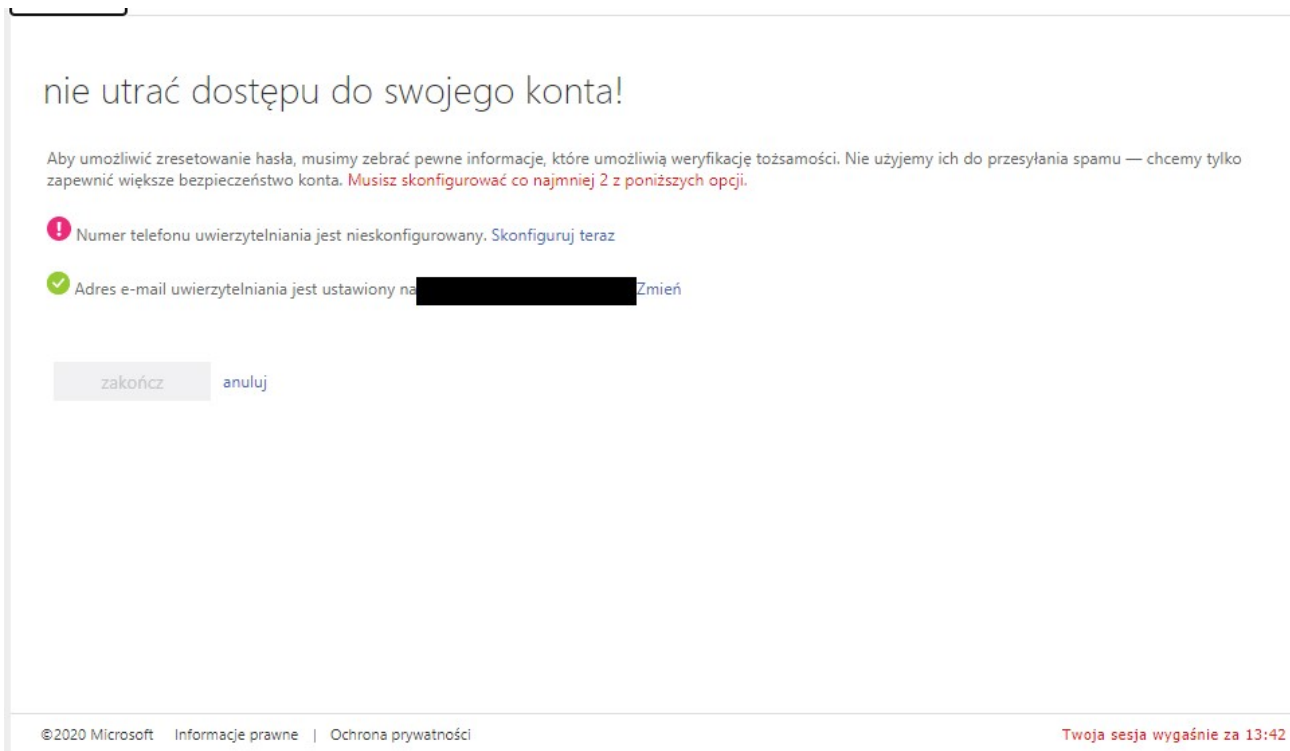 nie utrać dostępu do swojego konta!
Aby umożliwić zresetowanie hasła, musimy zebrać pewne informacje, które umożliwią weryfikację tożsamości. Nie użyjemy ich do przesyłania spamu — chcemy tylko
zapewnić większe bezpieczeństwo konta. Musisz skonfigurować co najmniej 2 z poniższych opcji.
Numer telefonu uwierzytelniania jest nieskonfigurowany. Skonfiguruj teraz
Adres e-mail uwierzytelniania jest ustawiony na Zmień
zakończ anuluj
©2020 Microsoft Informacje prawne | Ochrona prywatności Twoja sesja wygaśnie za 13:42